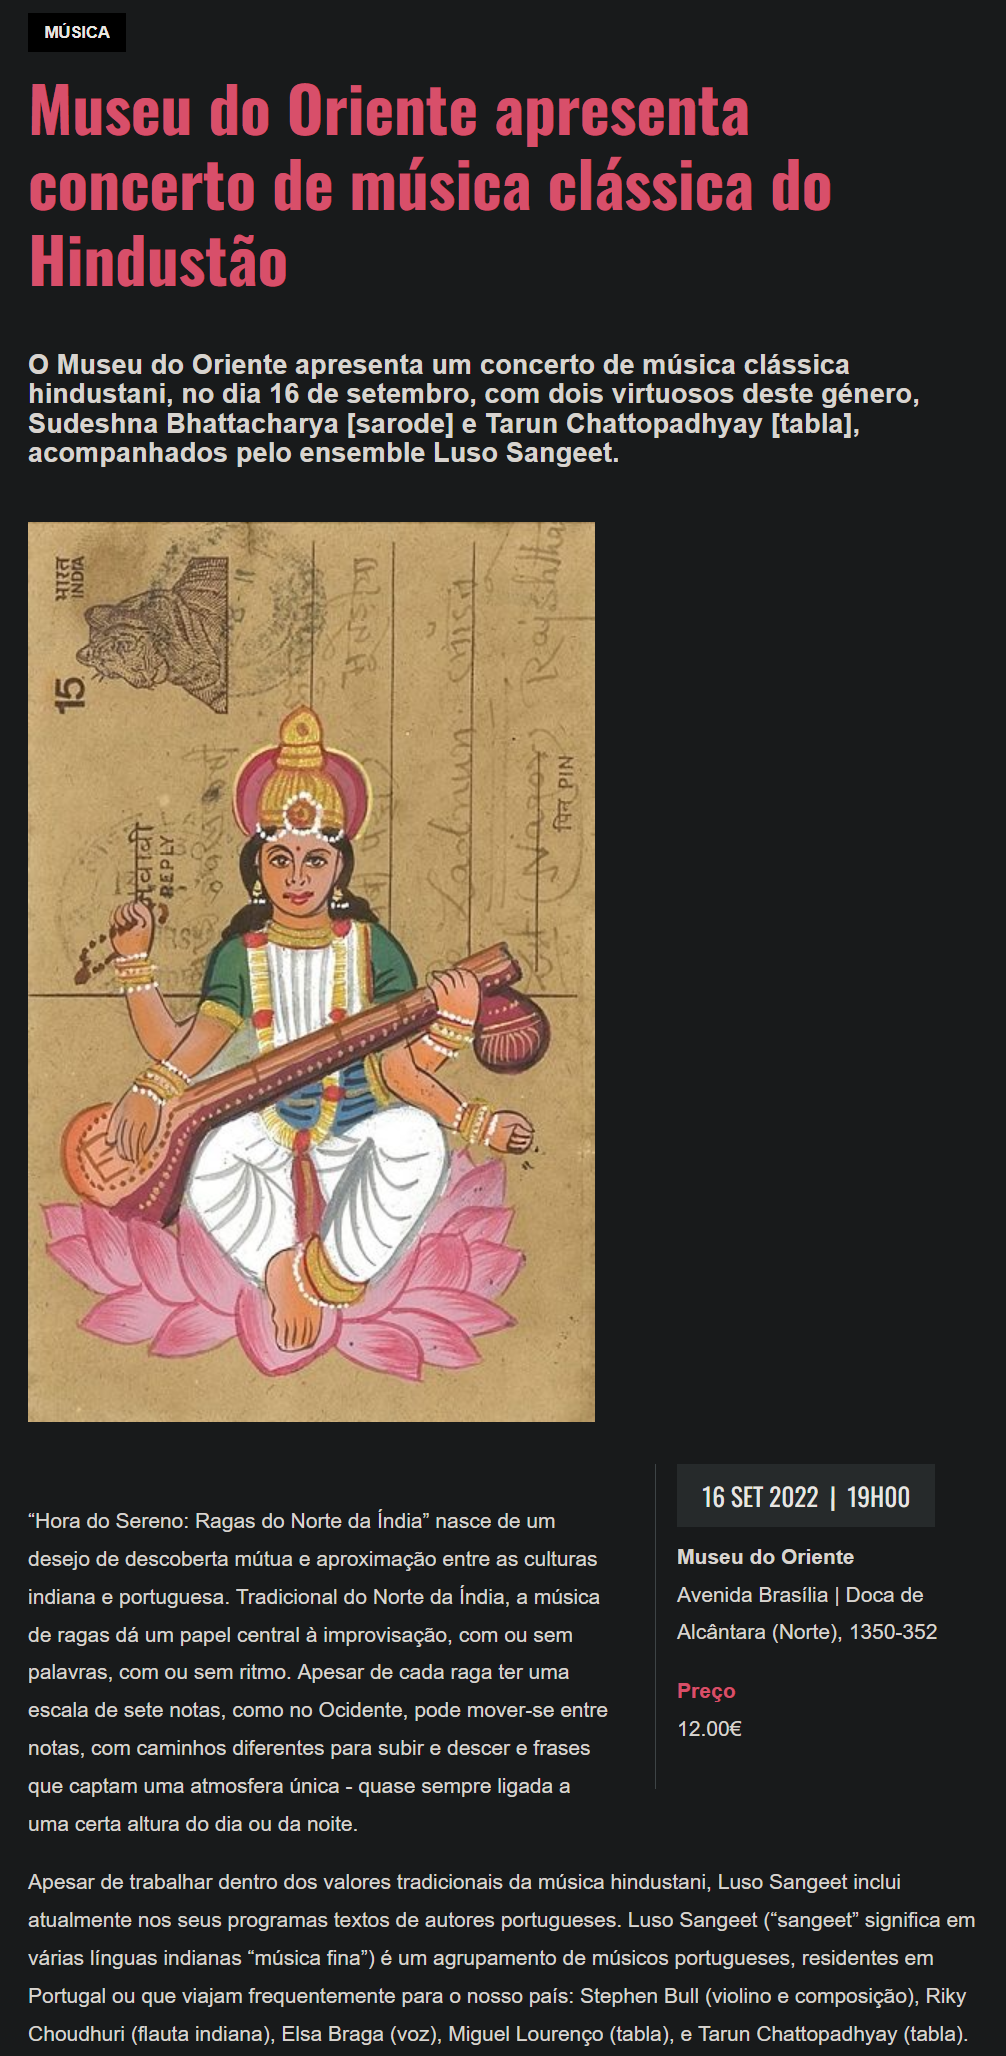 MÚSICA
Museu do Oriente apresenta
concerto de música clássica do
Hindustão
O Museu do Oriente apresenta um concerto de música clássica
hindustani, no dia 16 de setembro, com dois virtuosos deste género,
Sudeshna Bhattacharya [sarode] e Tarun Chattopadhyay [tabla],
acompanhados pelo ensemble Luso Sangeet.
भारत
INDIA
15
जवाबी
REPLY
पिन PIN
“Hora do Sereno: Ragas do Norte da Índia” nasce de um
desejo de descoberta mútua e aproximação entre as culturas
indiana e portuguesa. Tradicional do Norte da Índia, a música
de ragas dá um papel central à improvisação, com ou sem
palavras, com ou sem ritmo. Apesar de cada raga ter uma
escala de sete notas, como no Ocidente, pode mover-se entre
notas, com caminhos diferentes para subir e descer e frases
que captam uma atmosfera única - quase sempre ligada a
uma certa altura do dia ou da noite.
16 SET 2022 | 19H00
Museu do Oriente
Avenida Brasília | Doca de
Alcântara (Norte), 1350-352
Preço
12.00€
Apesar de trabalhar dentro dos valores tradicionais da música hindustani, Luso Sangeet inclui
atualmente nos seus programas textos de autores portugueses. Luso Sangeet (“sangeet” significa em
várias línguas indianas “música fina”) é um agrupamento de músicos portugueses, residentes em
Portugal ou que viajam frequentemente para o nosso país: Stephen Bull (violino e composição), Riky
Choudhuri (flauta indiana), Elsa Braga (voz), Miguel Lourenço (tabla), e Tarun Chattopadhyay (tabla).